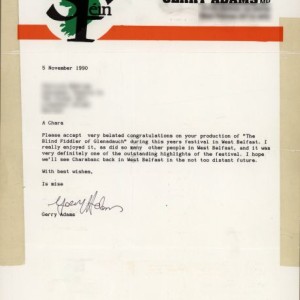 GERRY ADAMS
5 November 1990
A Chara
Please accept very belated congratulations on your production of "The
Blind Fiddler of Glenadauch" during this years festival in West Belfast. I
really enjoyed it, as did so many other people in West Belfast, and it was
very definitely one of the outstanding highlights of the festival. I hope
we'll see Charabanc back in West Belfast in the not too distant future.
With best wishes,
Is mise
Gerry Adams
Gerry Adams